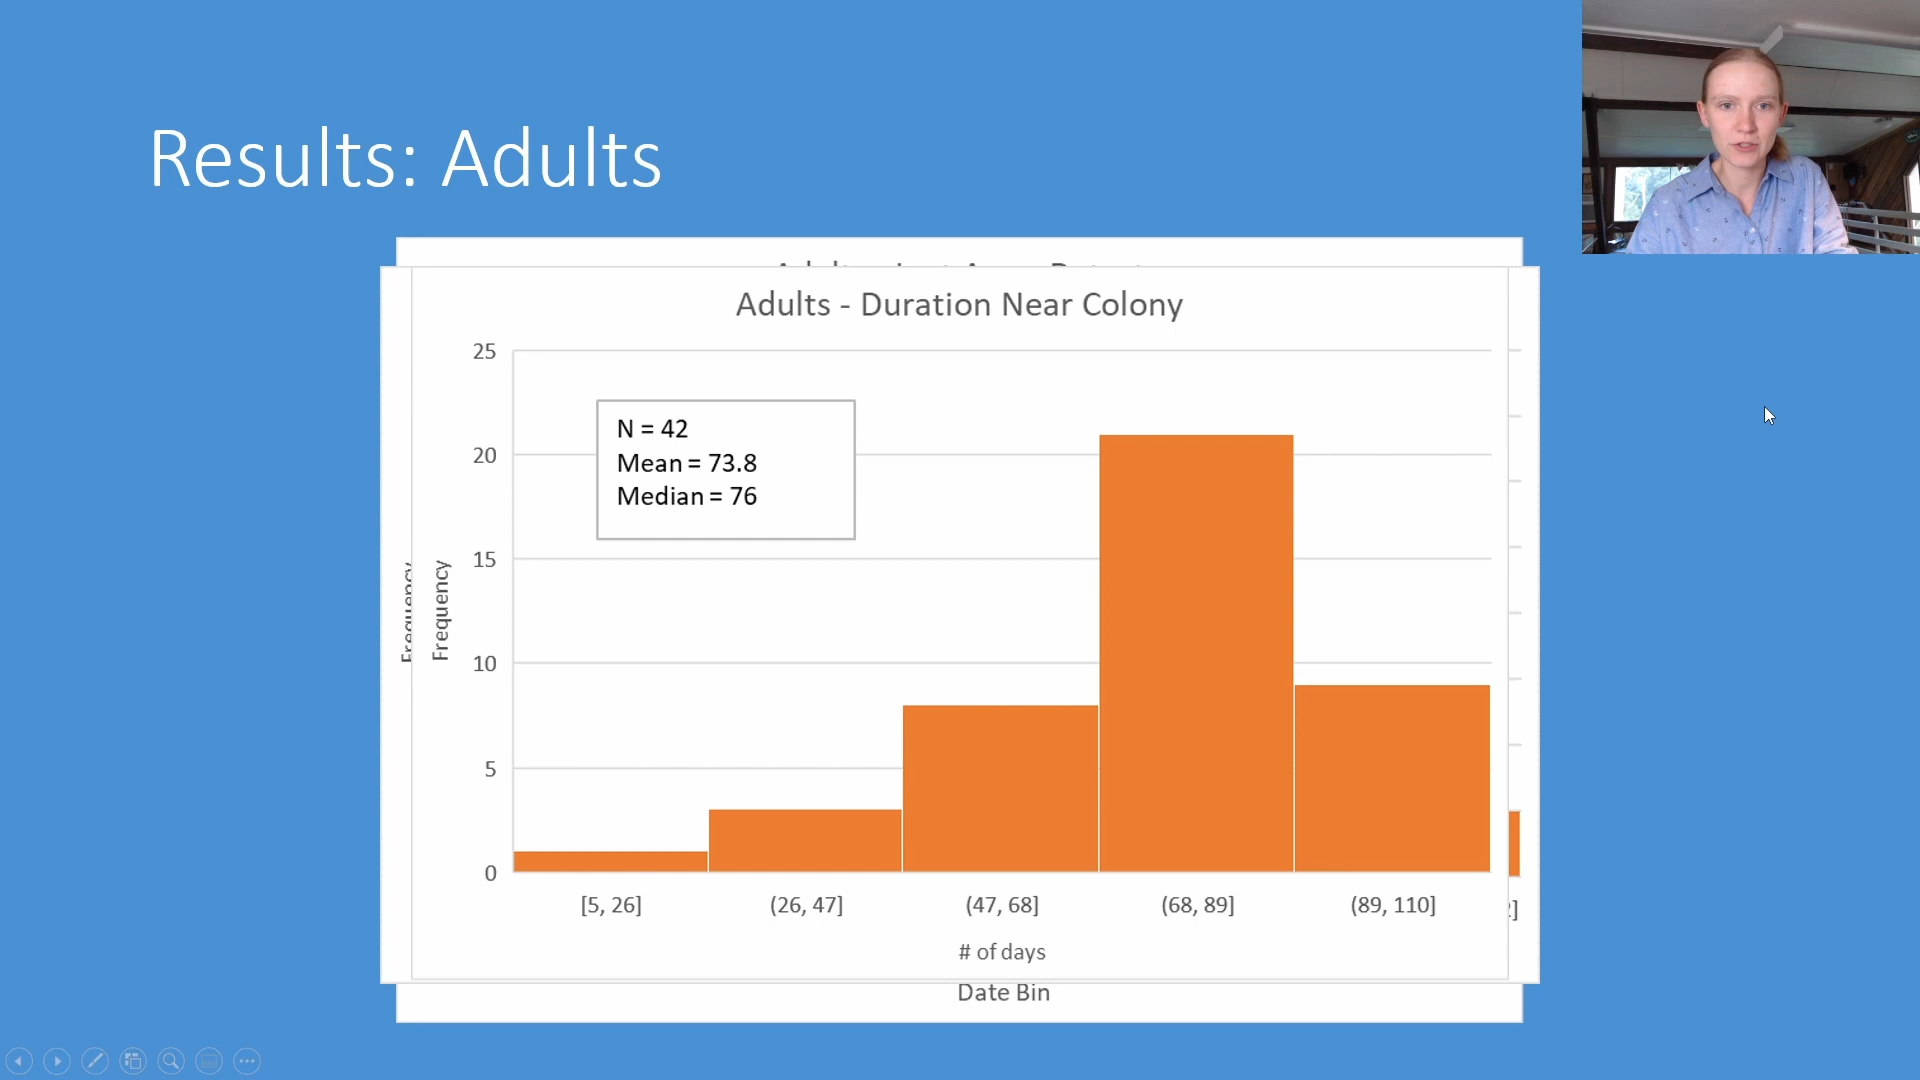 Results: Adults
Adults - Duration Near Colony
25
20
15
10
5
0
N = 42
Mean = 73.8
Median = 76
Frequency
Frequency
[5, 26]
(26, 47]
(47, 68]
(68, 89]
(89, 110]
# of days
Date Bin